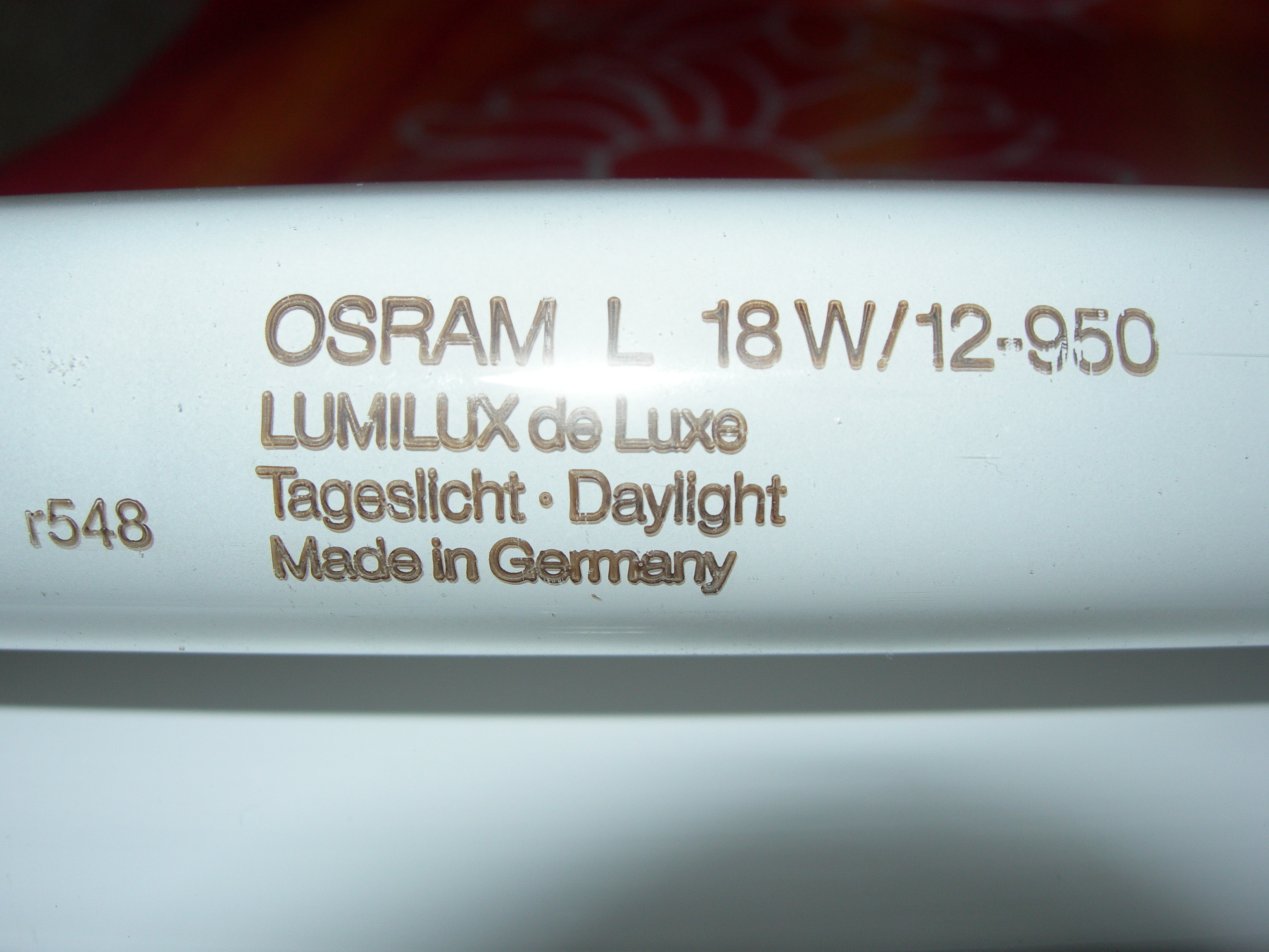 OSRAM L 18 W/12-950
LUMILUX de Luxe
Tageslicht · Daylight
Made in Germany
r548